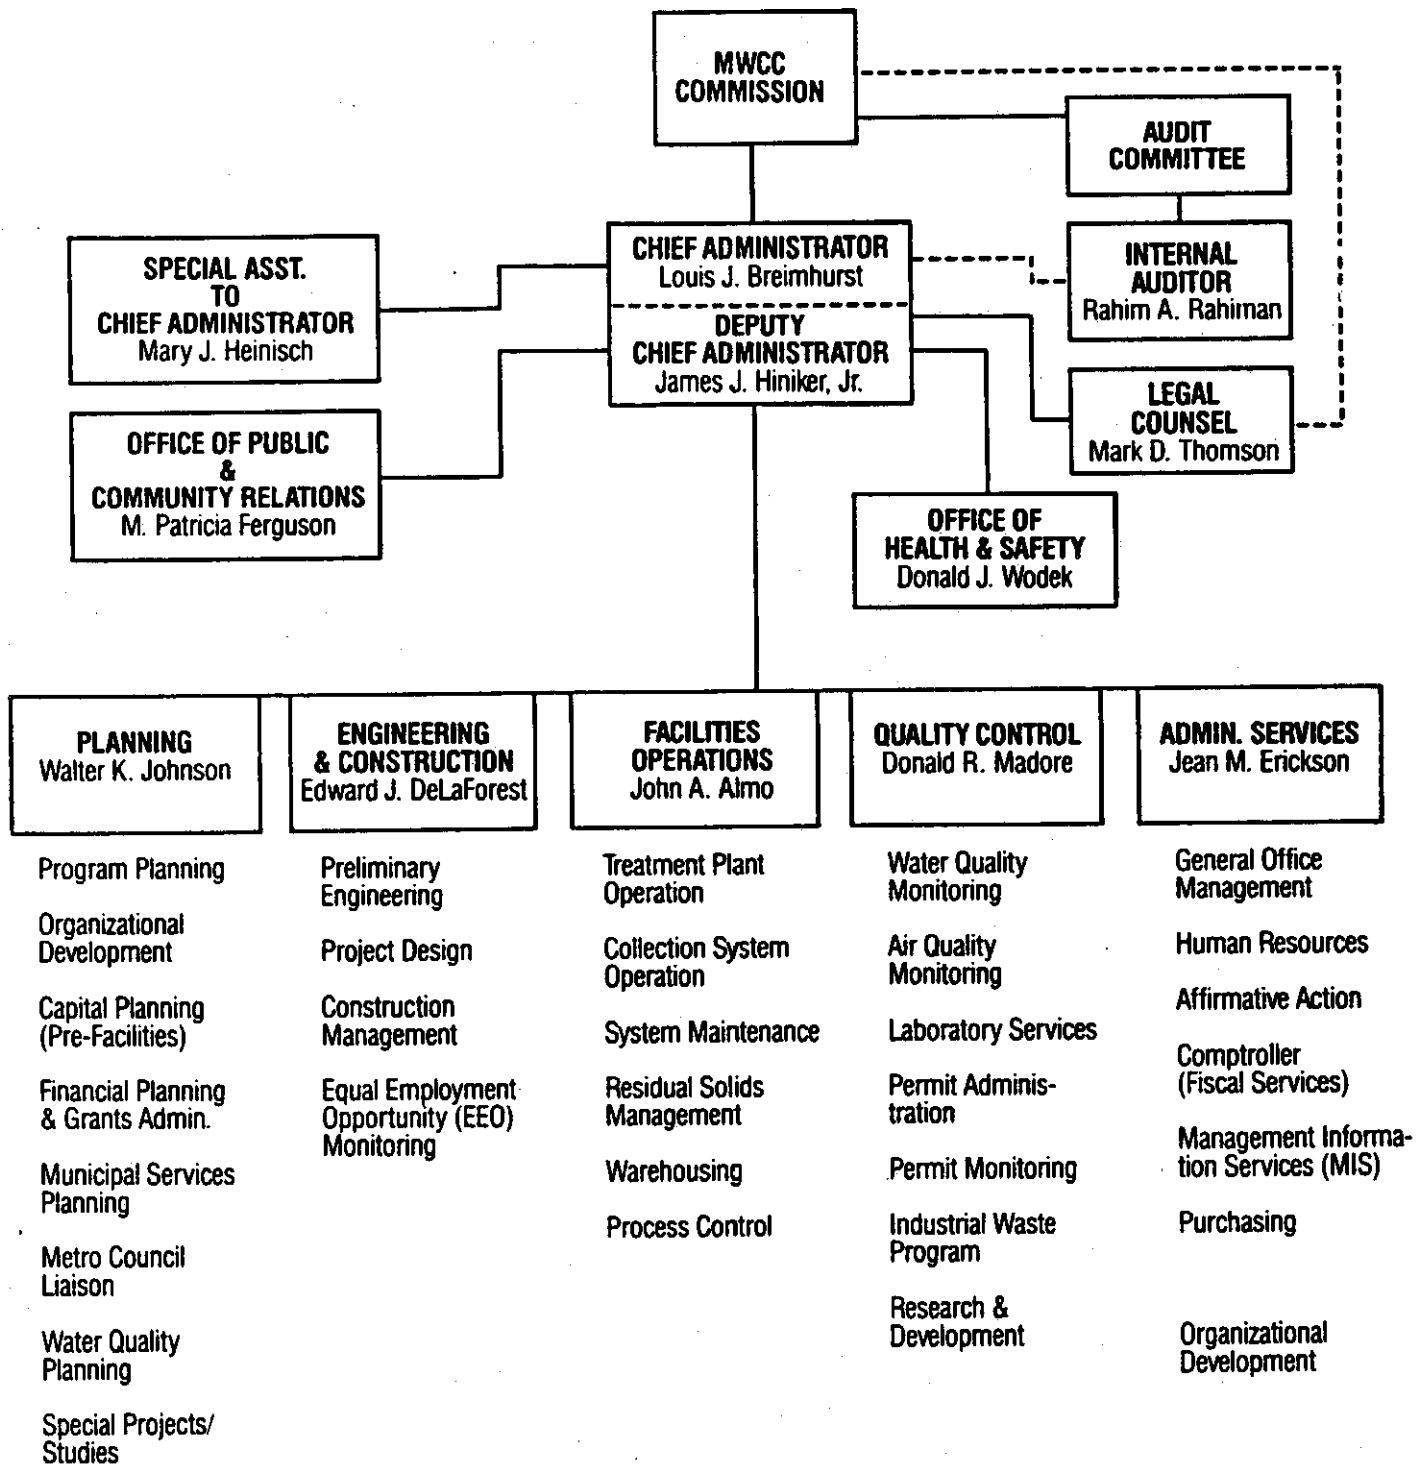 MWCC
COMMISSION
AUDIT
COMMITTEE
SPECIAL ASST.
TO
CHIEF ADMINISTRATOR
Mary J. Heinisch
CHIEF ADMINISTRATOR
Louis J. Breimhurst
DEPUTY
CHIEF ADMINISTRATOR
James J. Hiniker, Jr.
INTERNAL
AUDITOR
Rahim A. Rahiman
LEGAL
COUNSEL
Mark D. Thomson
OFFICE OF PUBLIC
&
COMMUNITY RELATIONS
M. Patricia Ferguson
OFFICE OF
HEALTH & SAFETY
Donald J. Wodek
PLANNING
Walter K. Johnson
Program Planning
Organizational
Development
Capital Planning
(Pre-Facilities)
Financial Planning
& Grants Admin.
Municipal Services
Planning
Metro Council
Liaison
Water Quality
Planning
Special Projects/
Studies
ENGINEERING
& CONSTRUCTION
Edward J. DeLaForest
Preliminary
Engineering
Project Design
Construction
Management
Equal Employment
Opportunity (EEO)
Monitoring
FACILITIES
OPERATIONS
John A. Almo
Treatment Plant
Operation
Collection System
Operation
System Maintenance
Residual Solids
Management
Warehousing
Process Control
QUALITY CONTROL
Donald R. Madore
Water Quality
Monitoring
Air Quality
Monitoring
Laboratory Services
Permit Adminis-
tration
Permit Monitoring
Industrial Waste
Program
Research &
Development
ADMIN. SERVICES
Jean M. Erickson
General Office
Management
Human Resources
Affirmative Action
Comptroller
(Fiscal Services)
Management Informa-
tion Services (MIS)
Purchasing
Organizational
Development